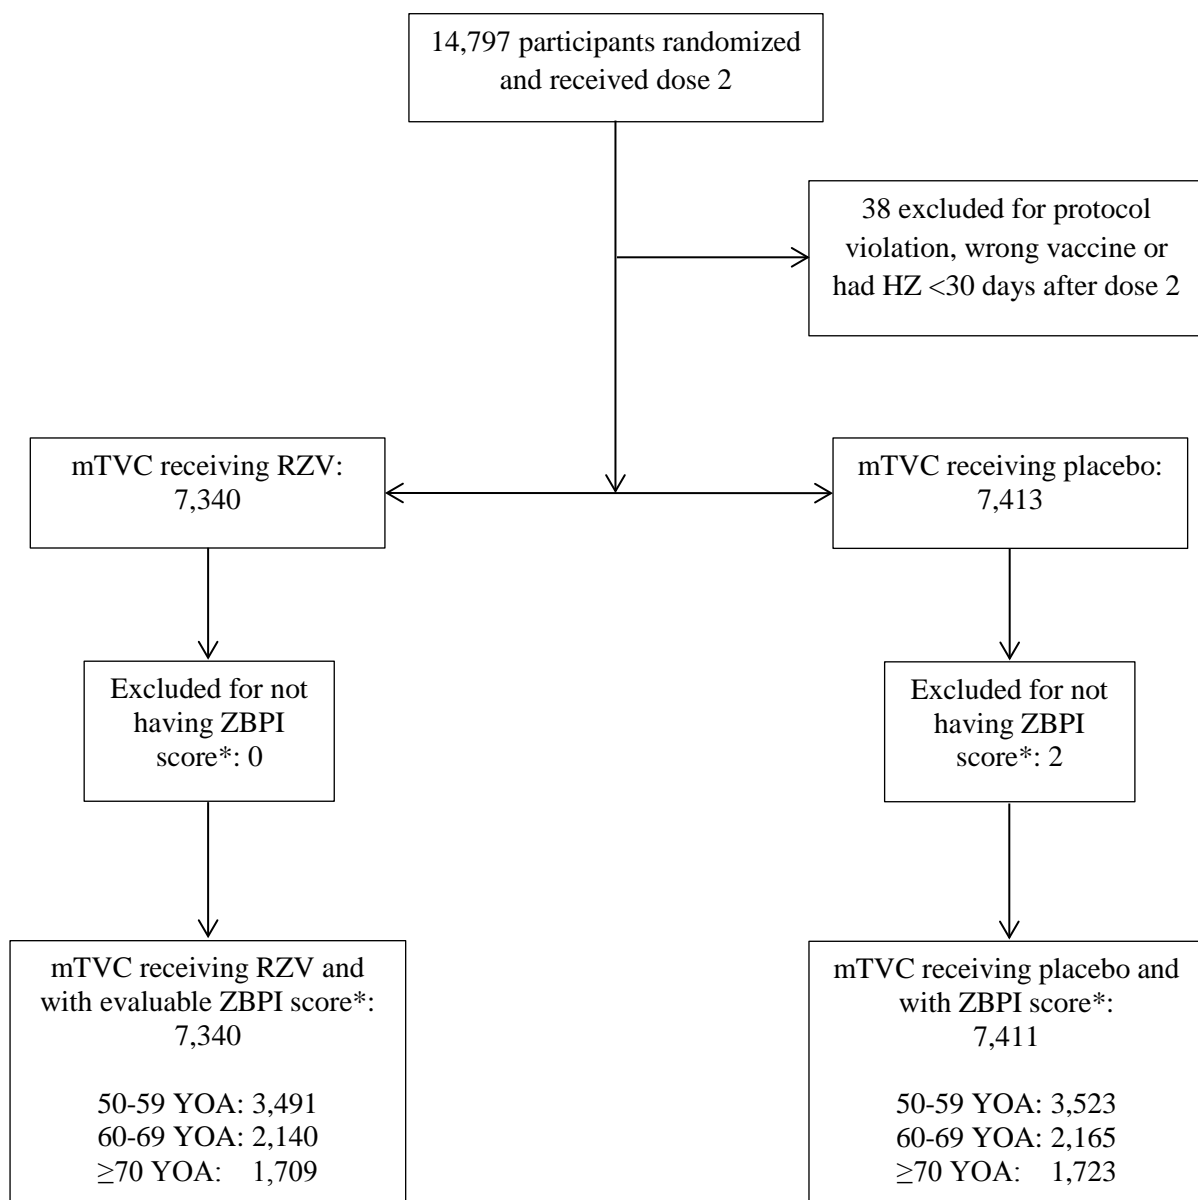 14,797 participants randomized
and received dose 2
38 excluded for protocol
violation, wrong vaccine or
had HZ <30 days after dose 2
mTVC receiving RZV:
7,340
mTVC receiving placebo:
7,413
Excluded for not
having ZBPI
score*: 0
Excluded for not
having ZBPI
score*: 2
mTVC receiving RZV and
with evaluable ZBPI score*:
7,340
50-59 YOA: 3,491
60-69 YOA: 2,140
≥70 YOA: 1,709
mTVC receiving placebo and
with ZBPI score*:
7,411
50-59 YOA: 3,523
60-69 YOA: 2,165
≥70 YOA: 1,723